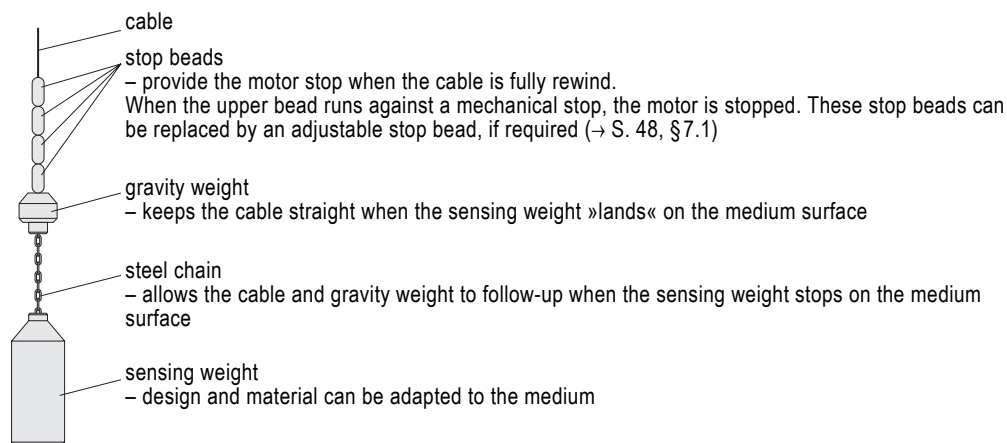 cable
stop beads
– provide the motor stop when the cable is fully rewind.
When the upper bead runs against a mechanical stop, the motor is stopped. These stop beads can
be replaced by an adjustable stop bead, if required (→ S. 48, §7.1)
gravity weight
– keeps the cable straight when the sensing weight »lands« on the medium surface
steel chain
– allows the cable and gravity weight to follow-up when the sensing weight stops on the medium
surface
sensing weight
– design and material can be adapted to the medium